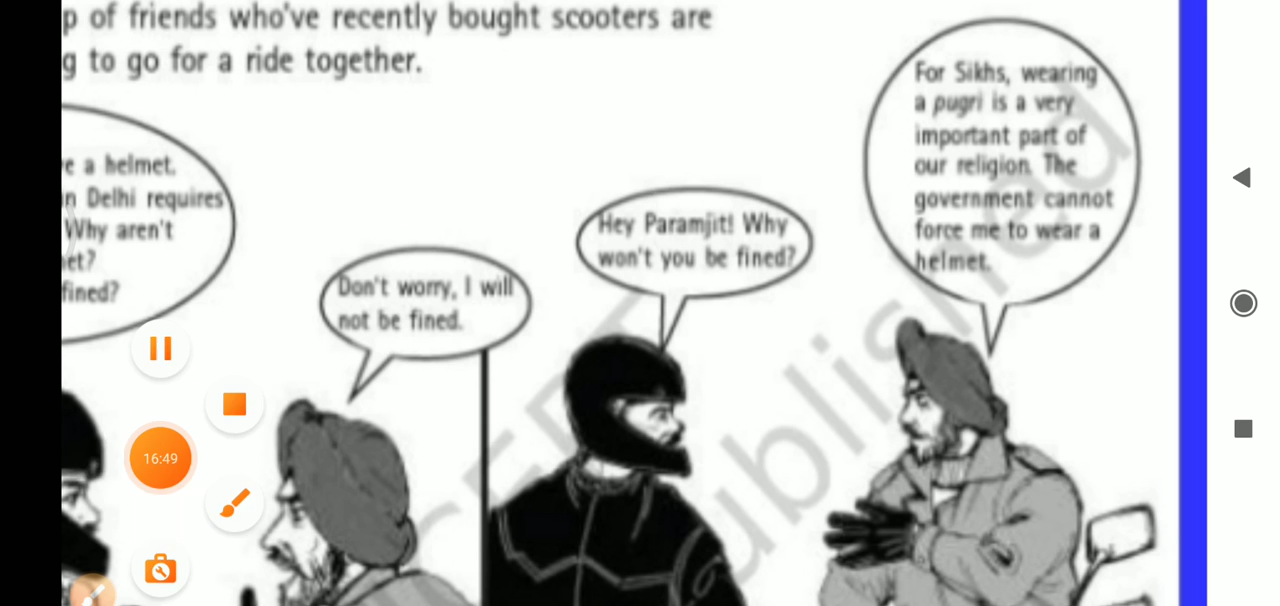 p of friends who've recently bought scooters are
g to go for a ride together.
e a helmet.
n Delhi requires
Why aren't
et?
fined?
Don't worry, I will
not be fined.
Hey Paramjit! Why
won't you be fined?
For Sikhs, wearing
a pugri is a very
important part of
our religion. The
government cannot
force me to wear a
helmet.
16:49
ublished